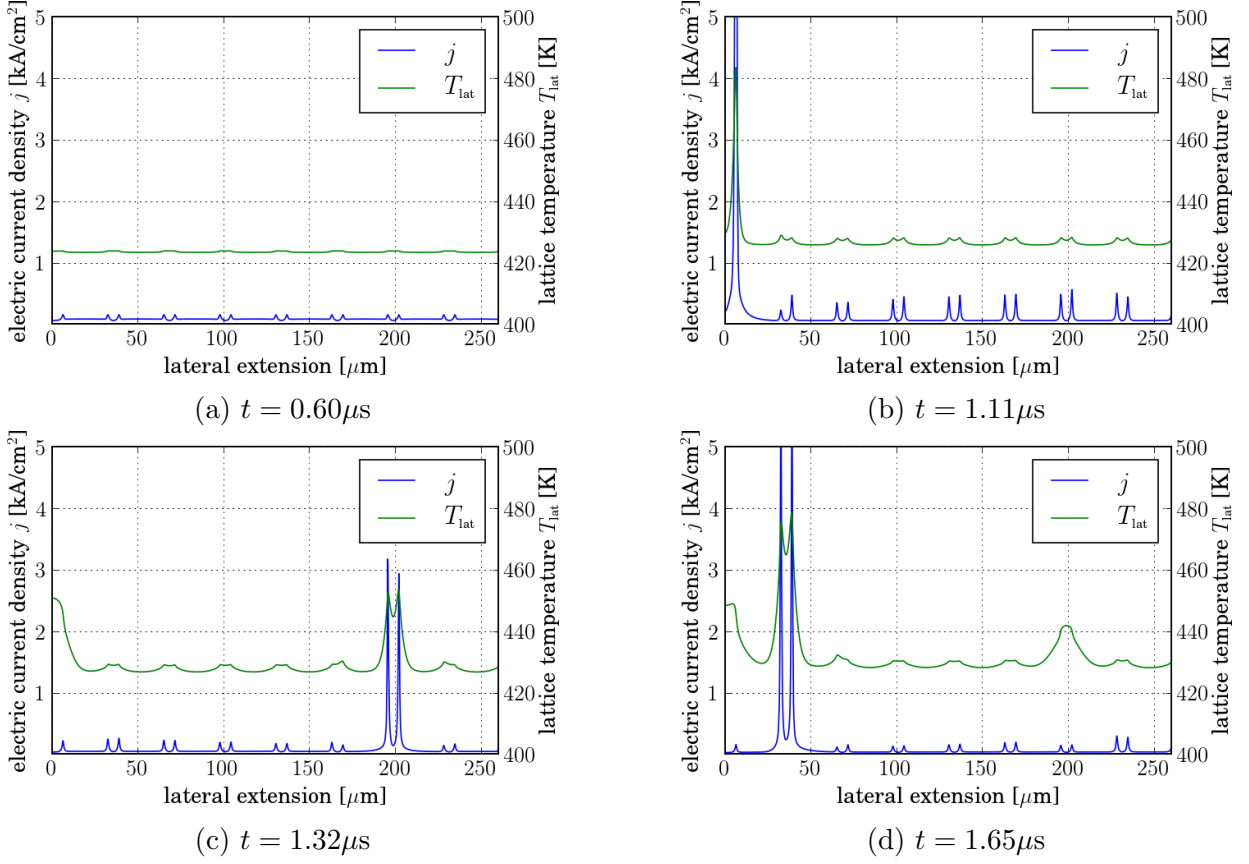 electric current density j [kA/cm²]
5
4
3
2
1
j
T_lat
500
480
460
440
420
400
lattice temperature T_lat [K]
0 50 100 150 200 250
lateral extension [μm]
(a) t = 0.60μs
electric current density j [kA/cm²]
5
4
3
2
1
j
T_lat
500
480
460
440
420
400
lattice temperature T_lat [K]
0 50 100 150 200 250
lateral extension [μm]
(b) t = 1.11μs
electric current density j [kA/cm²]
5
4
3
2
1
j
T_lat
500
480
460
440
420
400
lattice temperature T_lat [K]
0 50 100 150 200 250
lateral extension [μm]
(c) t = 1.32μs
electric current density j [kA/cm²]
5
4
3
2
1
j
T_lat
500
480
460
440
420
400
lattice temperature T_lat [K]
0 50 100 150 200 250
lateral extension [μm]
(d) t = 1.65μs